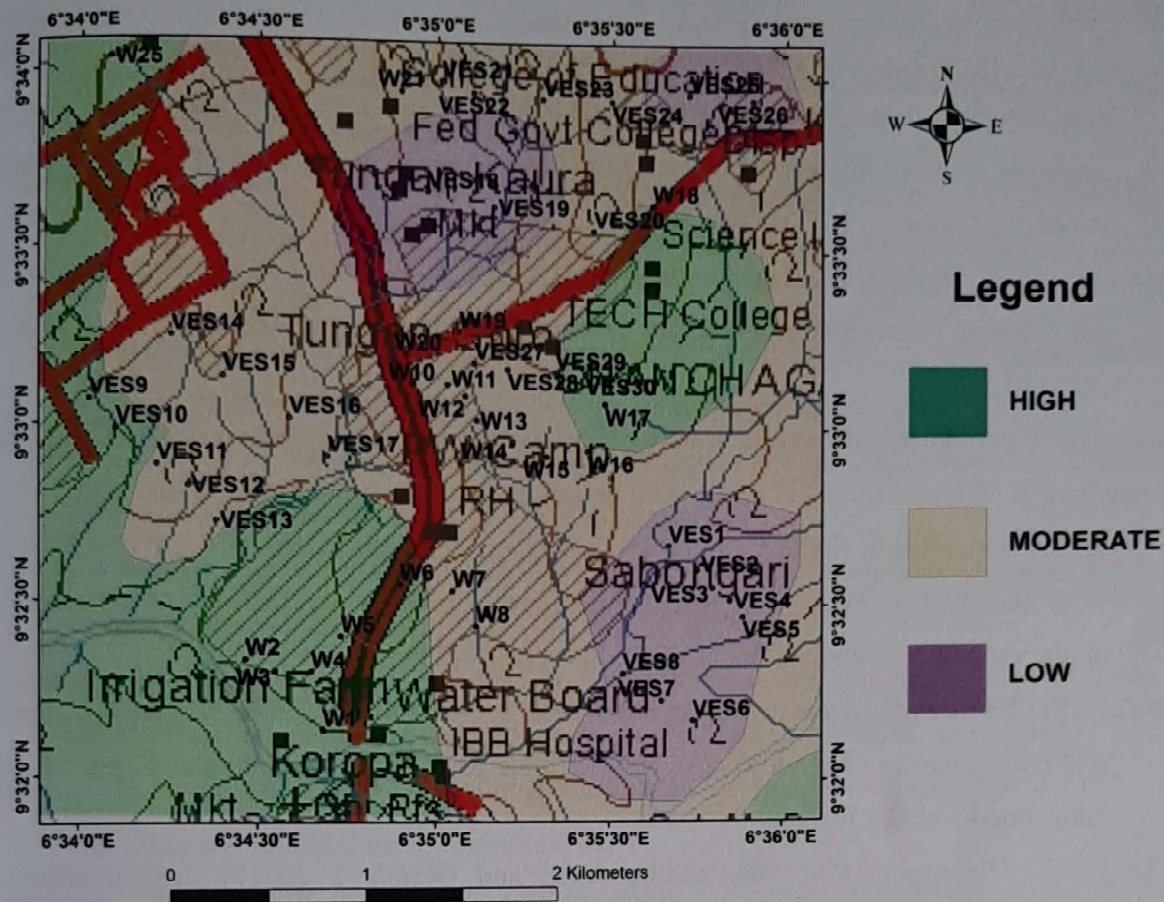 6°34'0"E
6°34'30"E
6°35'0"E
6°35'30"E
6°36'0"E
9°34'0"N
9°33'30"N
9°33'0"N
9°32'30"N
9°32'0"N
9°33'30"N
9°33'0"N
9°32'30"N
9°32'0"N
W25
VES21
College of Education
VES23
VES25
VES22
VES24
VES26
Fed Govt College
Tungan Kaura
VES19
W18
Mkt
VES20
Science
VES14
W19
TECH College
Tungan
W20
VES27
VES29
VES15
W10
W11
VES28
VES30
VES9
VES16
W12
W17
VES10
W13
VES17
W14
Camp
VES11
W15
W16
VES12
RH
VES13
VES1
W6
W7
Sabongari
VES2
VES3
VES4
W8
W5
VES5
W2
W3
W4
VES8
Irrigation Farm
Water Board
VES7
W1
VES6
IBB Hospital
Koropa
Mkt
6°34'0"E
6°34'30"E
6°35'0"E
6°35'30"E
6°36'0"E
0
1
2 Kilometers
N
W
E
S
Legend
HIGH
MODERATE
LOW